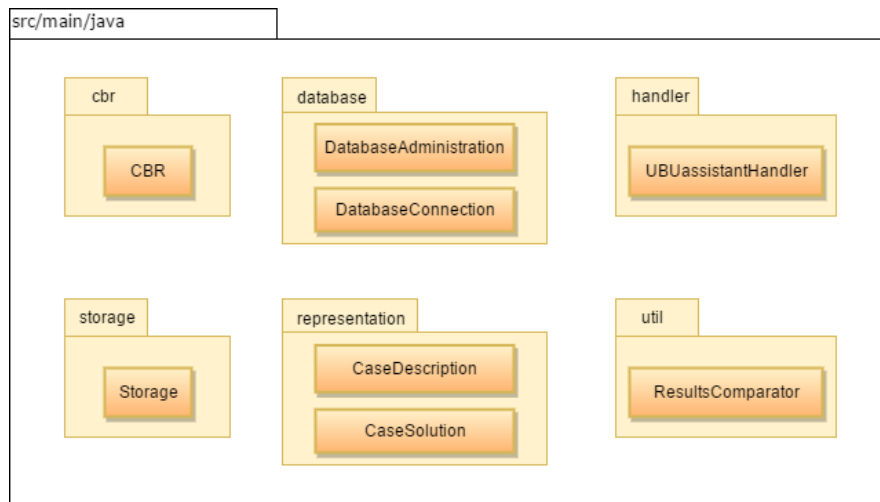 src/main/java
cbr
database
handler
CBR
DatabaseAdministration
DatabaseConnection
UBUassistantHandler
storage
representation
util
Storage
CaseDescription
CaseSolution
ResultsComparator